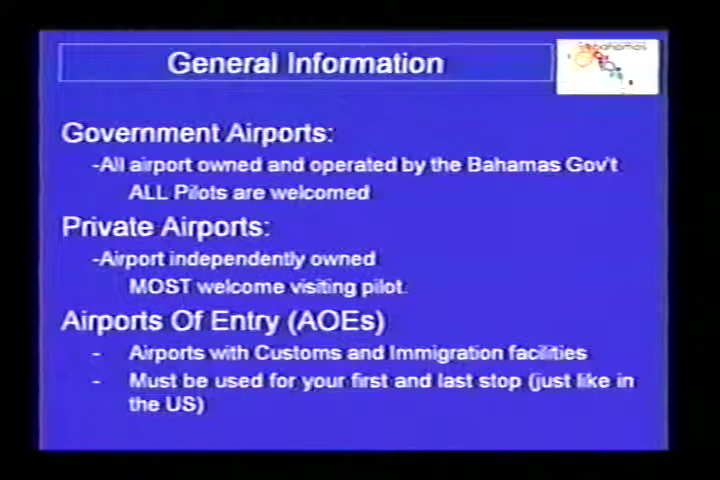 General Information
bahamas
Government Airports:
-All airport owned and operated by the Bahamas Gov't
ALL Pilots are welcomed
Private Airports:
-Airport independently owned
MOST welcome visiting pilot.
Airports Of Entry (AOEs)
- Airports with Customs and Immigration facilities
- Must be used for your first and last stop (just like in
the US)